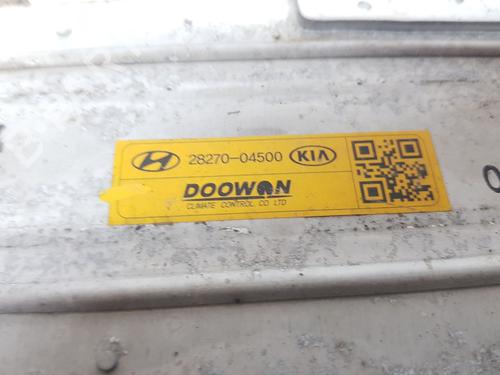 28270-04500 KIA
DOOWON
CLIMATE CONTROL CO LTD